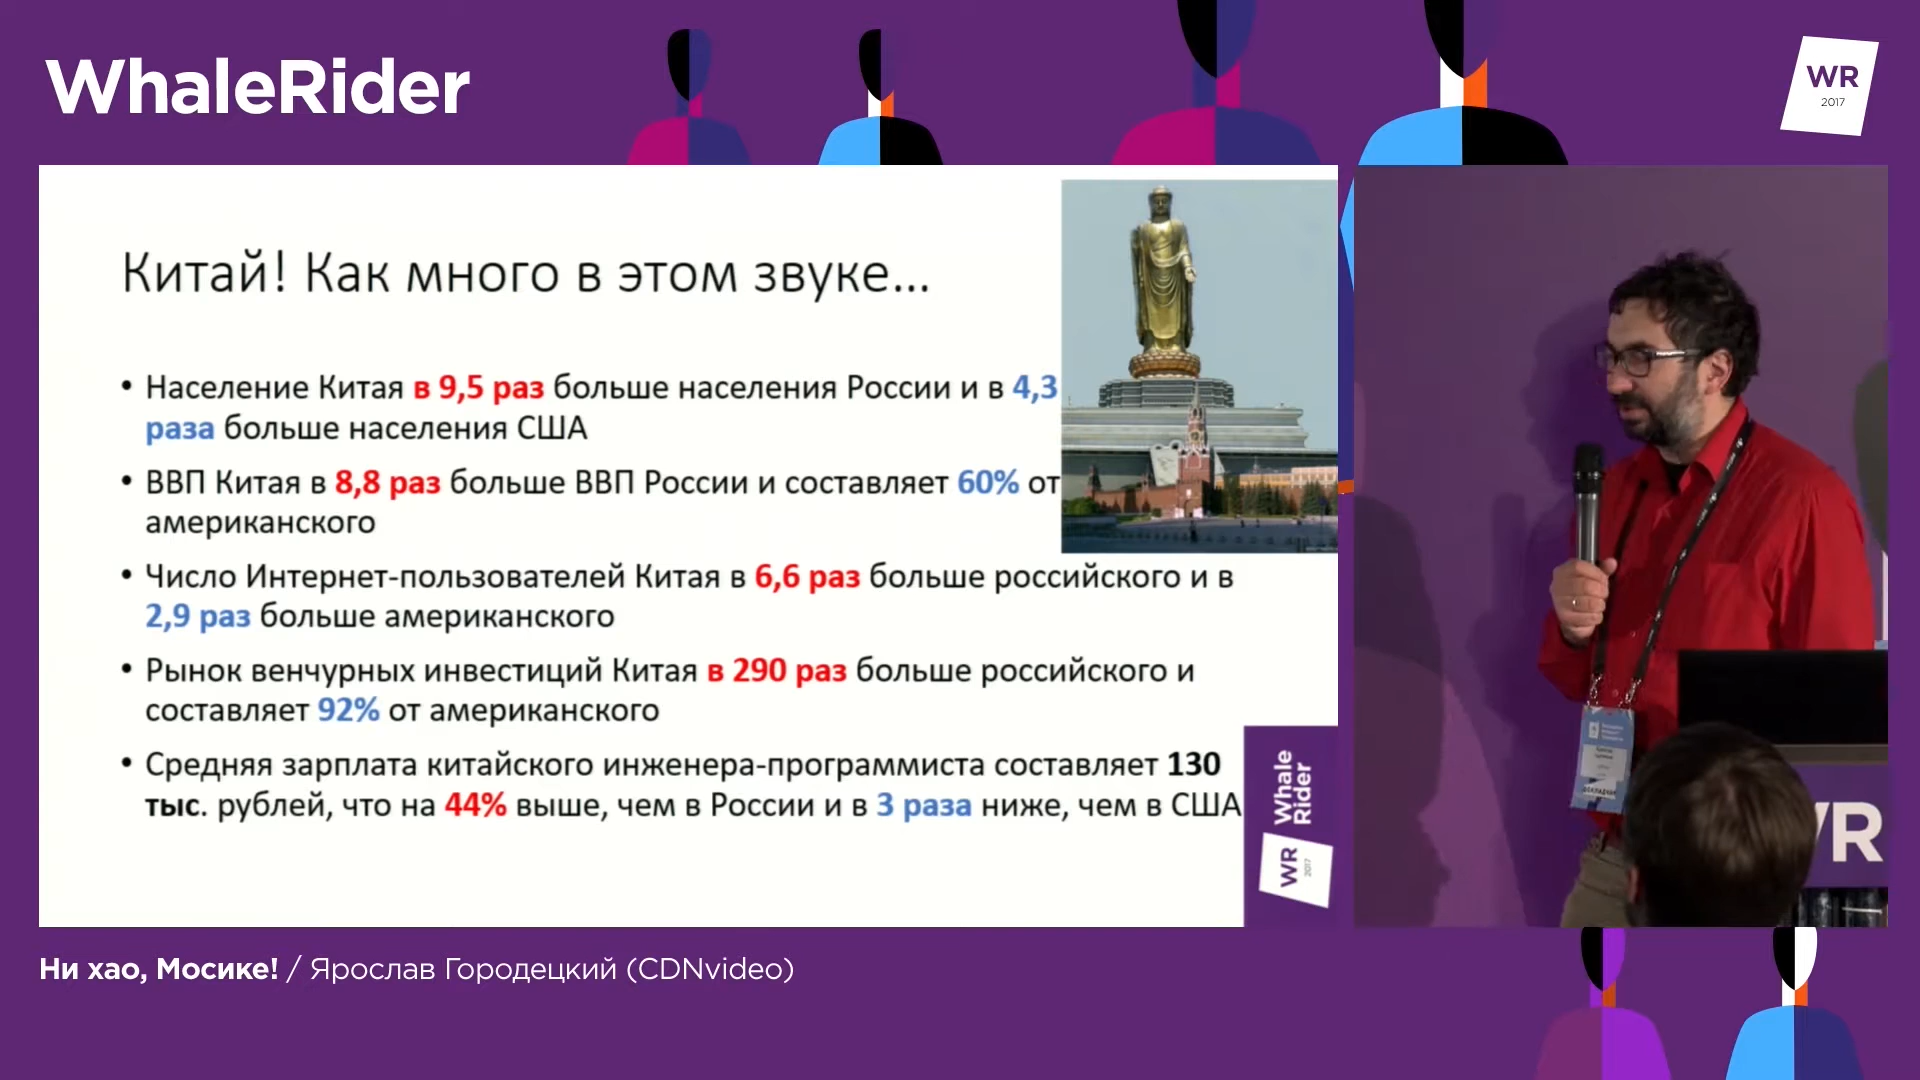 WhaleRider
WR
2017
Китай! Как много в этом звуке...
• Население Китая в 9,5 раз больше населения России и в 4,3
раза больше населения США
• ВВП Китая в 8,8 раз больше ВВП России и составляет 60% от
американского
• Число Интернет-пользователей Китая в 6,6 раз больше российского и в
2,9 раз больше американского
• Рынок венчурных инвестиций Китая в 290 раз больше российского и
составляет 92% от американского
• Средняя зарплата китайского инженера-программиста составляет 130
тыс. рублей, что на 44% выше, чем в России и в 3 раза ниже, чем в США
Whale
Rider
WR
2017
WR
Ни хао, Мосике! / Ярослав Городецкий (CDNvideo)